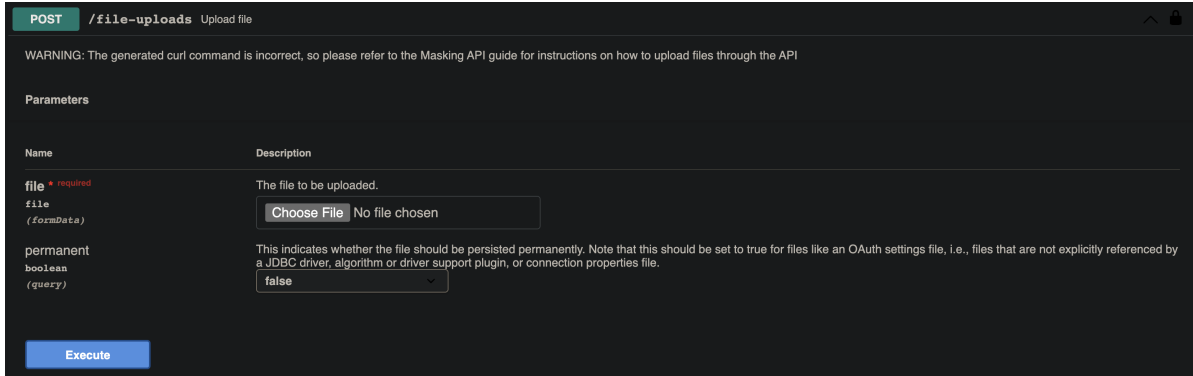 POST /file-uploads Upload file
WARNING: The generated curl command is incorrect, so please refer to the Masking API guide for instructions on how to upload files through the API
Parameters
Name Description
file * required
The file to be uploaded.
file
(formData)
Choose File No file chosen
permanent
This indicates whether the file should be persisted permanently. Note that this should be set to true for files like an OAuth settings file, i.e., files that are not explicitly referenced by
a JDBC driver, algorithm or driver support plugin, or connection properties file.
boolean
(query)
false
Execute